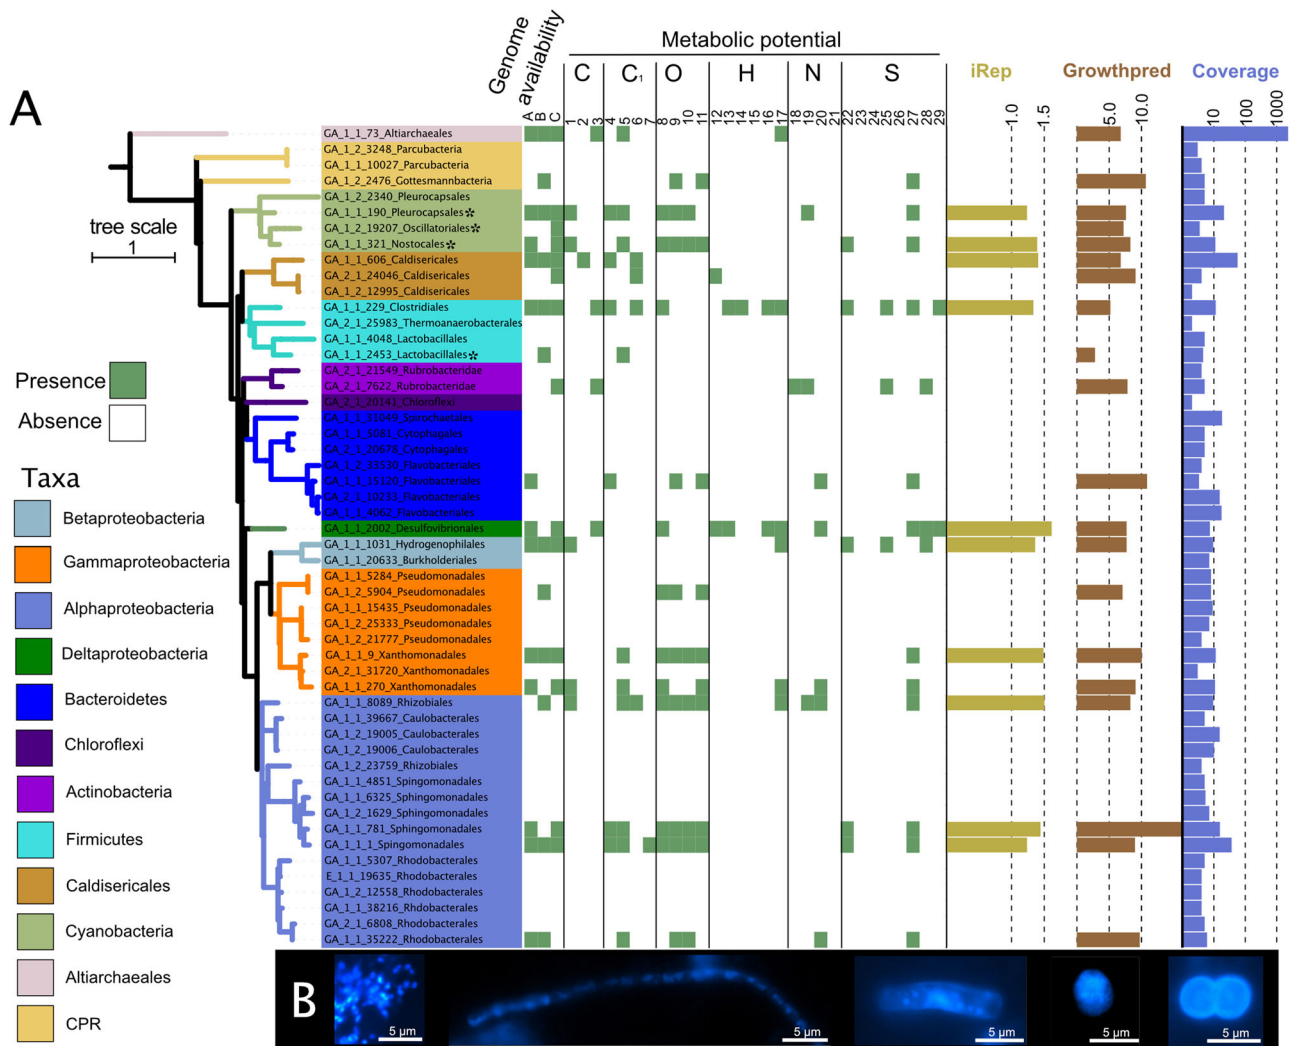 A
Genome
availability
Metabolic potential
C C1 O H N S
iRep Growthpred Coverage
A B C 1 2 3 4 5 6 7 8 9 10 11 12 13 14 15 16 17 18 19 20 21 22 23 24 25 26 27 28 29
1.0 1.5 5.0 10.0 10 100 1000
GA_1_1_73_Altiarchaeales
GA_1_2_3248_Parcubacteria
GA_1_1_10027_Parcubacteria
GA_1_2_2476_Gottesmannbacteria
GA_1_2_2340_Pleurocapsales
GA_1_1_190_Pleurocapsales*
GA_1_2_19207_Oscillatoriales*
GA_1_1_321_Nostocales*
GA_1_1_606_Caldisericales
GA_2_1_24046_Caldisericales
GA_2_1_12995_Caldisericales
GA_1_1_229_Clostridiales
GA_2_1_25983_Thermoanaerobacterales
GA_1_1_4048_Lactobacillales
GA_1_1_2453_Lactobacillales*
GA_2_1_21549_Rubrobacteridae
GA_2_1_7622_Rubrobacteridae
GA_2_1_20141_Chloroflexi
GA_1_1_31049_Spirochaetales
GA_1_1_5081_Cytophagales
GA_2_1_20678_Cytophagales
GA_1_2_33530_Flavobacteriales
GA_1_1_15120_Flavobacteriales
GA_2_1_10233_Flavobacteriales
GA_1_1_4062_Flavobacteriales
GA_1_1_2002_Desulfovibrionales
GA_1_1_1031_Hydrogenophilales
GA_1_1_20633_Burkholderiales
GA_1_1_5284_Pseudomonadales
GA_1_2_5904_Pseudomonadales
GA_1_1_15435_Pseudomonadales
GA_1_2_25333_Pseudomonadales
GA_1_2_21777_Pseudomonadales
GA_1_1_9_Xanthomonadales
GA_2_1_31720_Xanthomonadales
GA_1_1_270_Xanthomonadales
GA_1_1_8089_Rhizobiales
GA_1_1_39667_Caulobacterales
GA_1_2_19005_Caulobacterales
GA_1_2_19006_Caulobacterales
GA_1_2_23759_Rhizobiales
GA_1_1_4851_Spingomonadales
GA_1_1_6325_Sphingomonadales
GA_1_2_1629_Sphingomonadales
GA_1_1_781_Sphingomonadales
GA_1_1_1_Spingomonadales
GA_1_1_5307_Rhodobacterales
E_1_1_19635_Rhodobacterales
GA_1_2_12558_Rhodobacterales
GA_1_1_38216_Rhdobacterales
GA_2_1_6808_Rhodobacterales
GA_1_1_35222_Rhodobacterales
tree scale
1
Presence
Absence
Taxa
Betaproteobacteria
Gammaproteobacteria
Alphaproteobacteria
Deltaproteobacteria
Bacteroidetes
Chloroflexi
Actinobacteria
Firmicutes
Caldisericales
Cyanobacteria
Altiarchaeales
CPR
B
5 µm 5 µm 5 µm 5 µm 5 µm